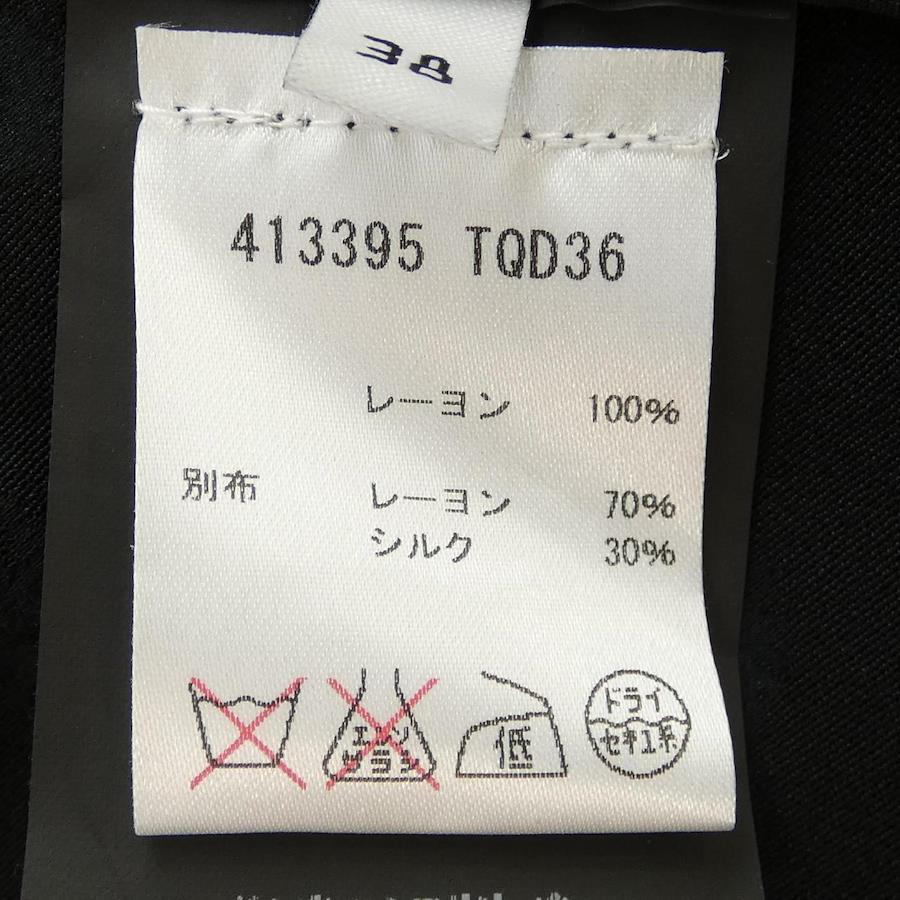 38
413395 TQD36
レーヨン 100%
別布 レーヨン 70%
シルク 30%
エンソ
サラシ
低
ドライ
セキユ系